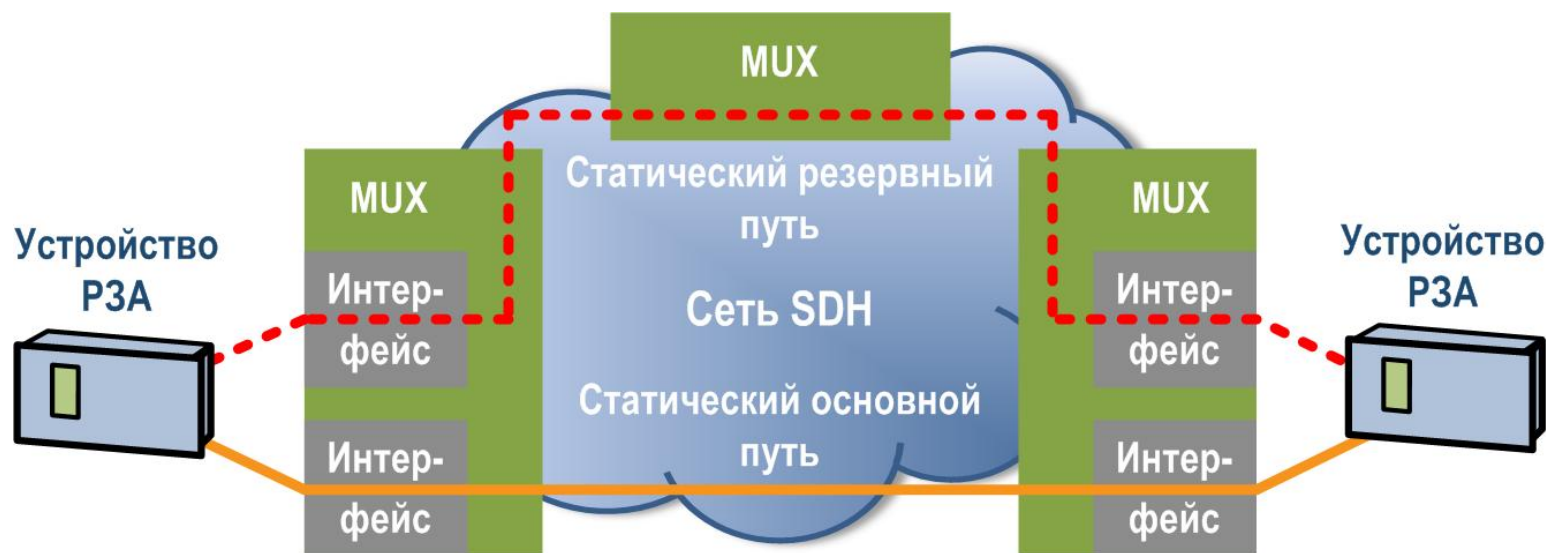 MUX
Статический резервный
путь
MUX
MUX
Устройство
РЗА
Устройство
РЗА
Интер-
фейс
Сеть SDH
Интер-
фейс
Статический основной
путь
Интер-
фейс
Интер-
фейс